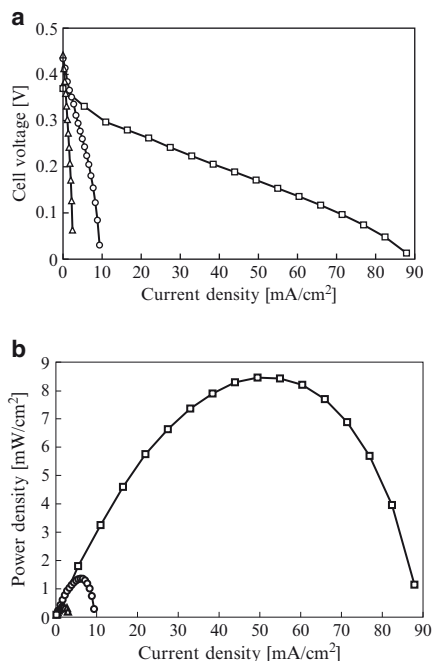 a
0.5
0.4
0.3
0.2
0.1
0
Cell voltage [V]
0 10 20 30 40 50 60 70 80 90
Current density [mA/cm²]
b
9
8
7
6
5
4
3
2
1
0
Power density [mW/cm²]
0 10 20 30 40 50 60 70 80 90
Current density [mA/cm²]